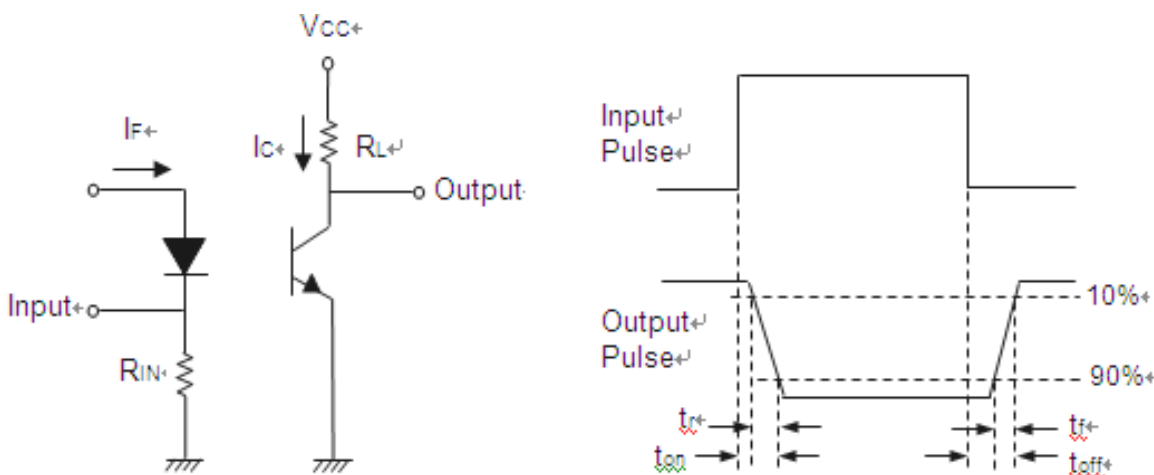 VCC↵
IF↵
IC↵
RL↵
Output
Input↵
RIN
Input↵
Pulse↵
Output↵
Pulse↵
10%↵
90%↵
tr↵
tf↵
ton
toff